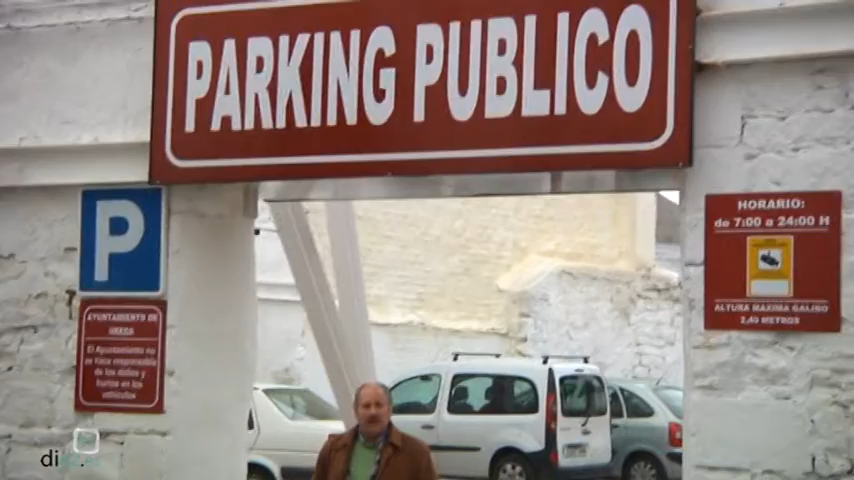 PARKING PUBLICO
P
HORARIO:
de 7:00 a 24:00 H
AYUNTAMIENTO DE
El Ayuntamiento no
se hace responsable
de los daños y
hurtos en los
vehículos
ALTURA MAXIMA GALIBO
2,40 METROS